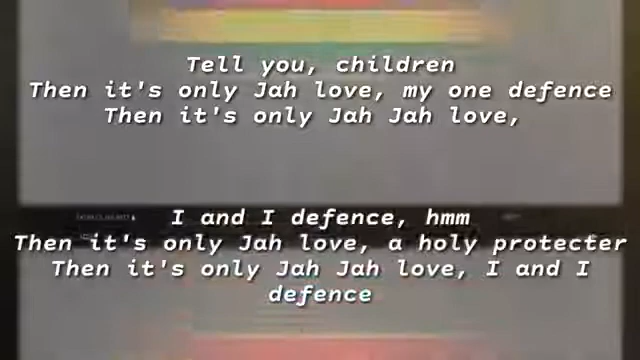 Tell you, children
Then it's only Jah love, my one defence
Then it's only Jah Jah love,
I and I defence, hmm
Then it's only Jah love, a holy protecter
Then it's only Jah Jah love, I and I
defence